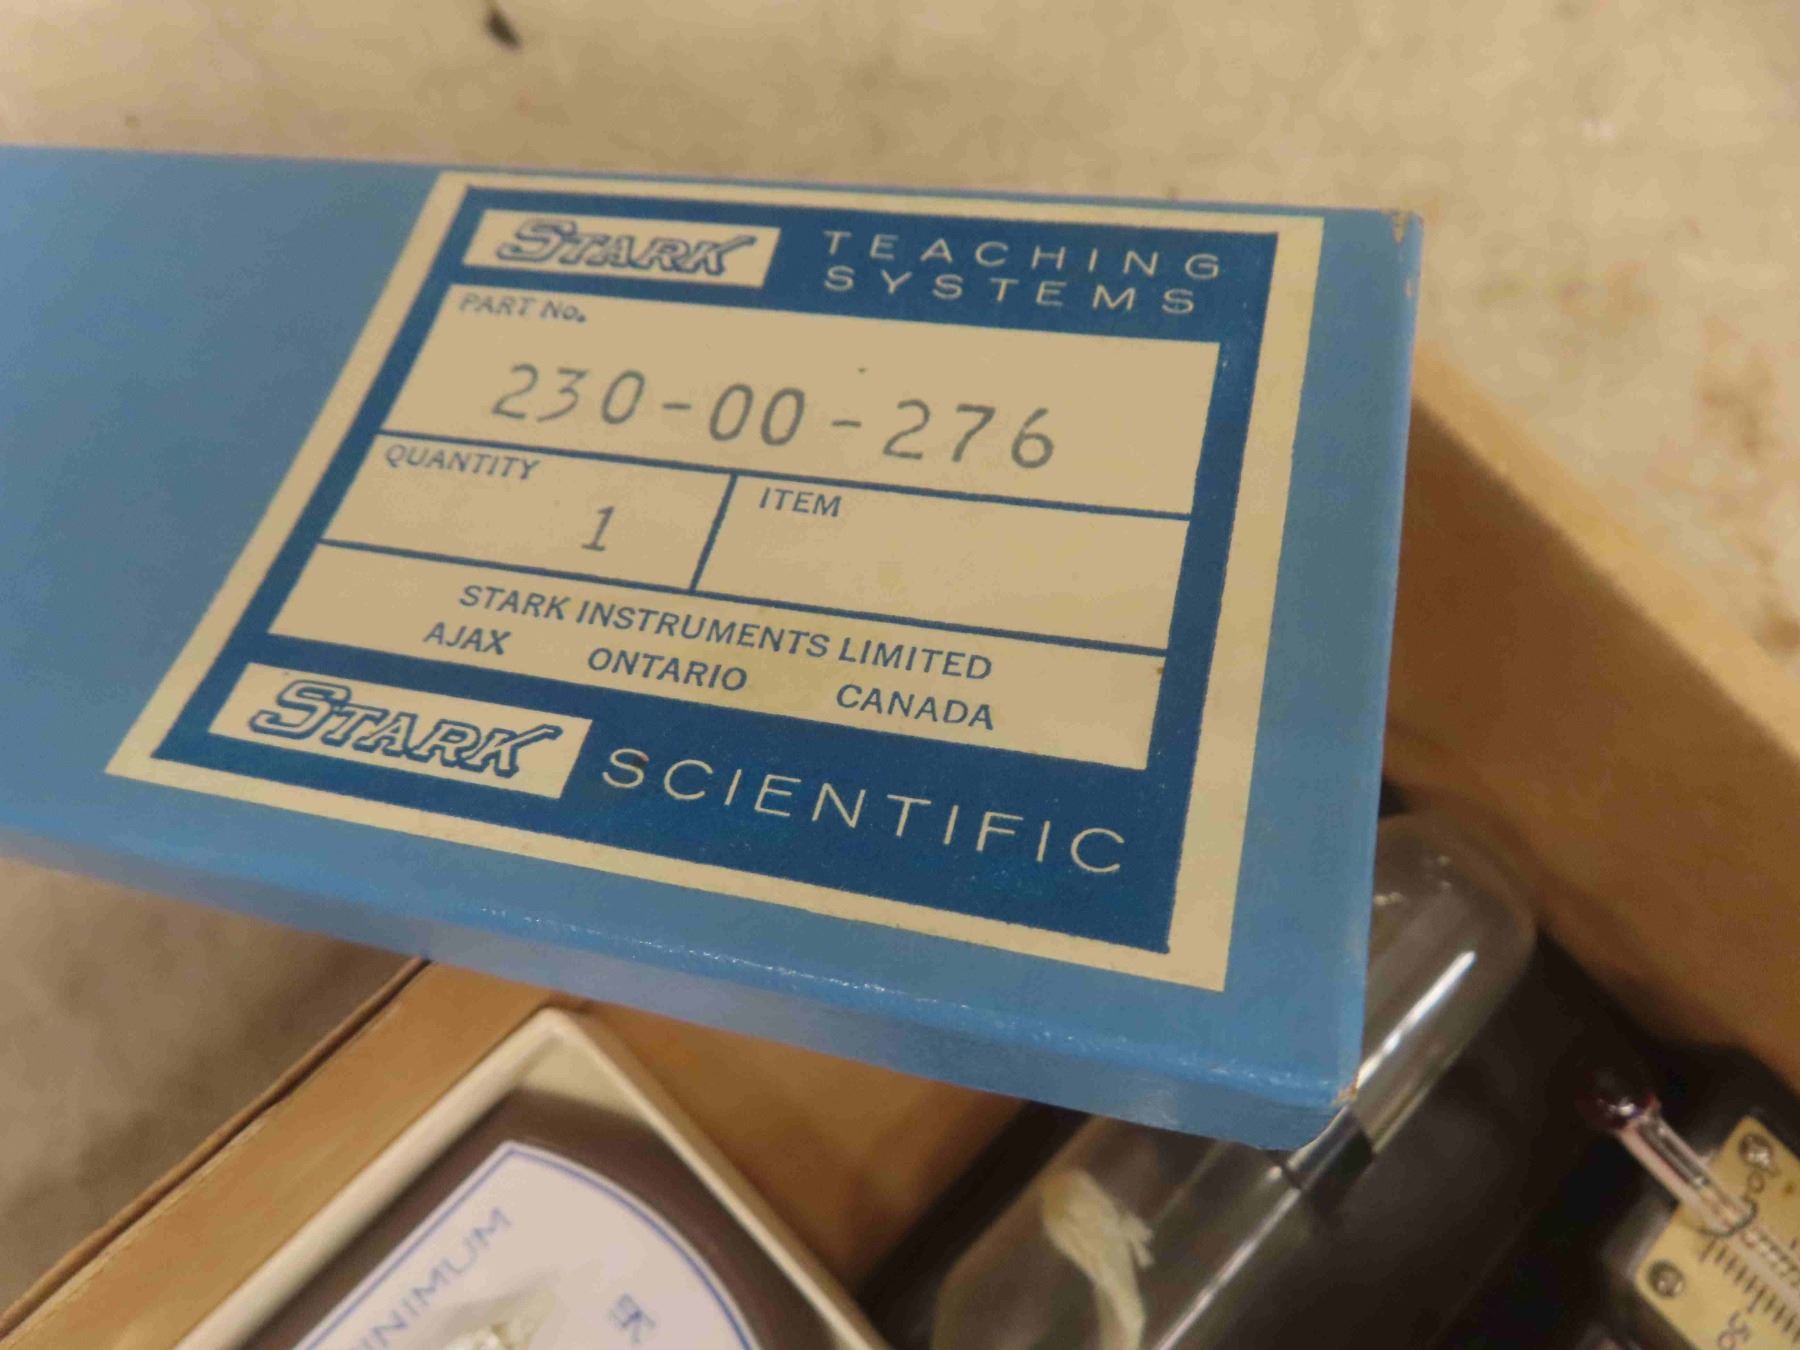 STARK TEACHING
SYSTEMS
PART No.
230-00-276
QUANTITY
1
ITEM
STARK INSTRUMENTS LIMITED
AJAX ONTARIO CANADA
STARK SCIENTIFIC